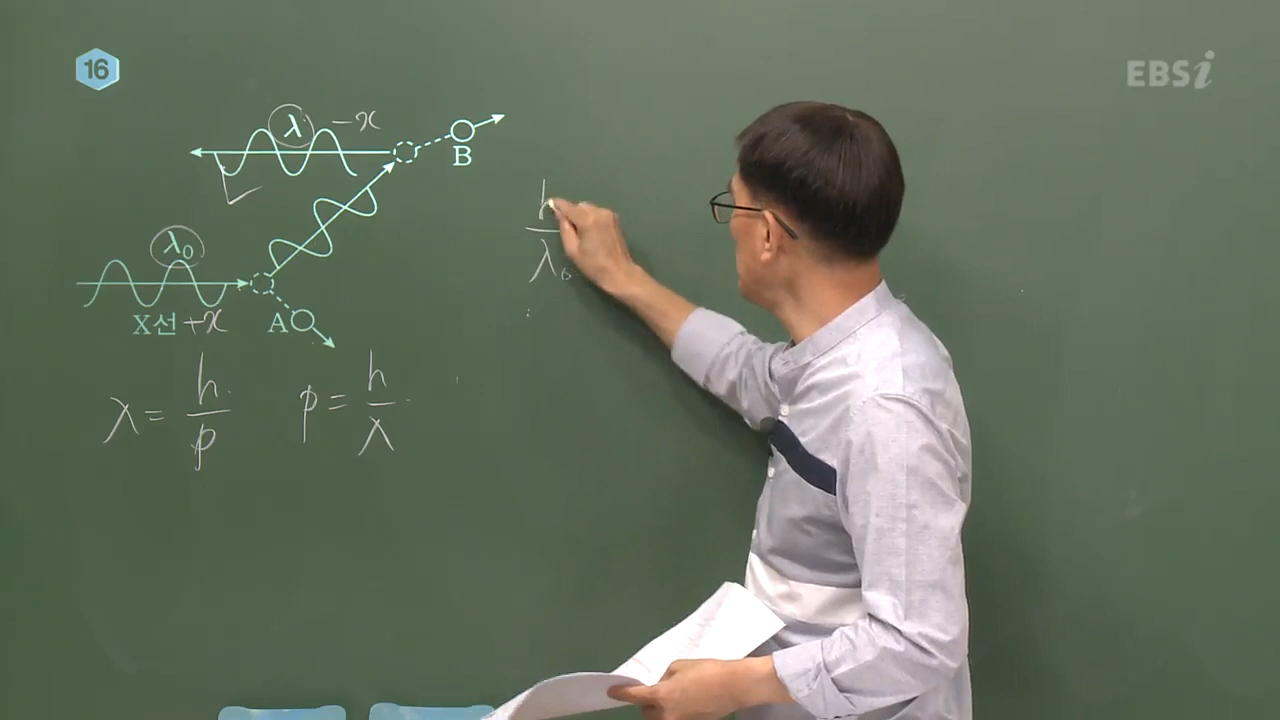 16
EBSi
λ -x
B
λ₀
X선 +x
A
h
λ₀
λ = h/p
p = h/λ